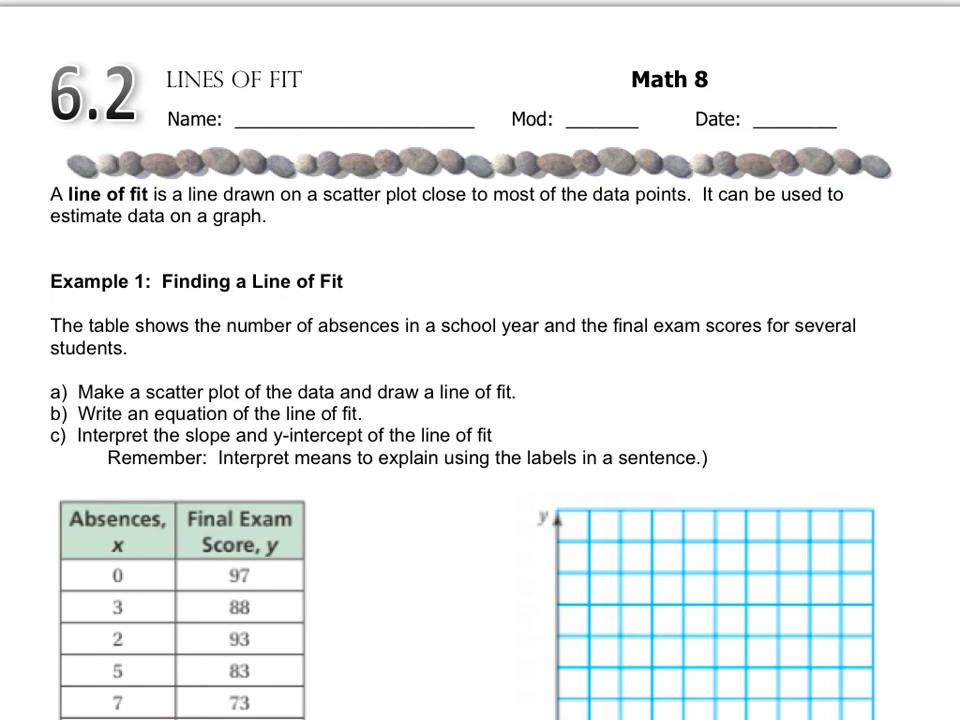 6.2 LINES OF FIT Math 8
Name: ________________________ Mod: _______ Date: ________
A line of fit is a line drawn on a scatter plot close to most of the data points. It can be used to
estimate data on a graph.
Example 1: Finding a Line of Fit
The table shows the number of absences in a school year and the final exam scores for several
students.
a) Make a scatter plot of the data and draw a line of fit.
b) Write an equation of the line of fit.
c) Interpret the slope and y-intercept of the line of fit
Remember: Interpret means to explain using the labels in a sentence.)
Absences, Final Exam
x Score, y
0 97
3 88
2 93
5 83
7 73
y